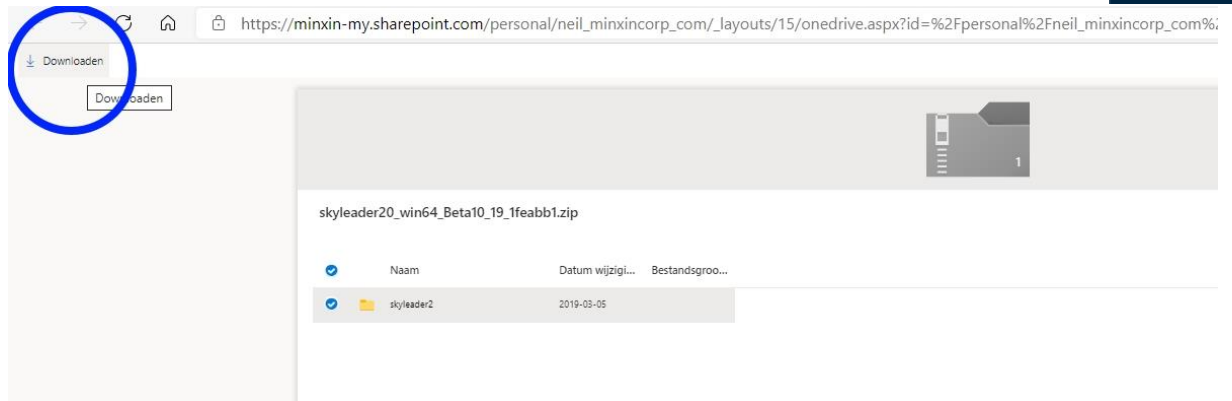 https://minxin-my.sharepoint.com/personal/neil_minxincorp_com/_layouts/15/onedrive.aspx?id=%2Fpersonal%2Fneil_minxincorp_com%2
Downloaden
Downloaden
1
skyleader20_win64_Beta10_19_1feabb1.zip
Naam Datum wijzigi... Bestandsgroo...
skyleader2 2019-03-05